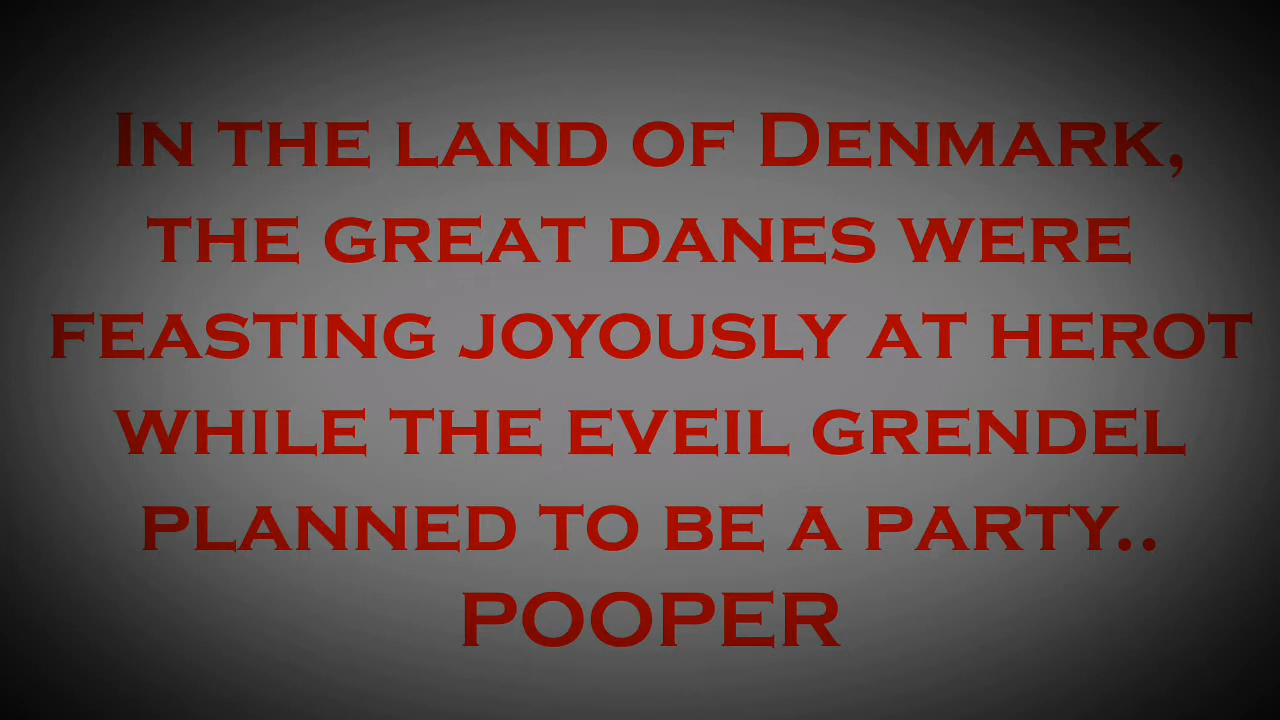 In the land of Denmark,
the great danes were
feasting joyously at herot
while the eveil grendel
planned to be a party..
POOPER